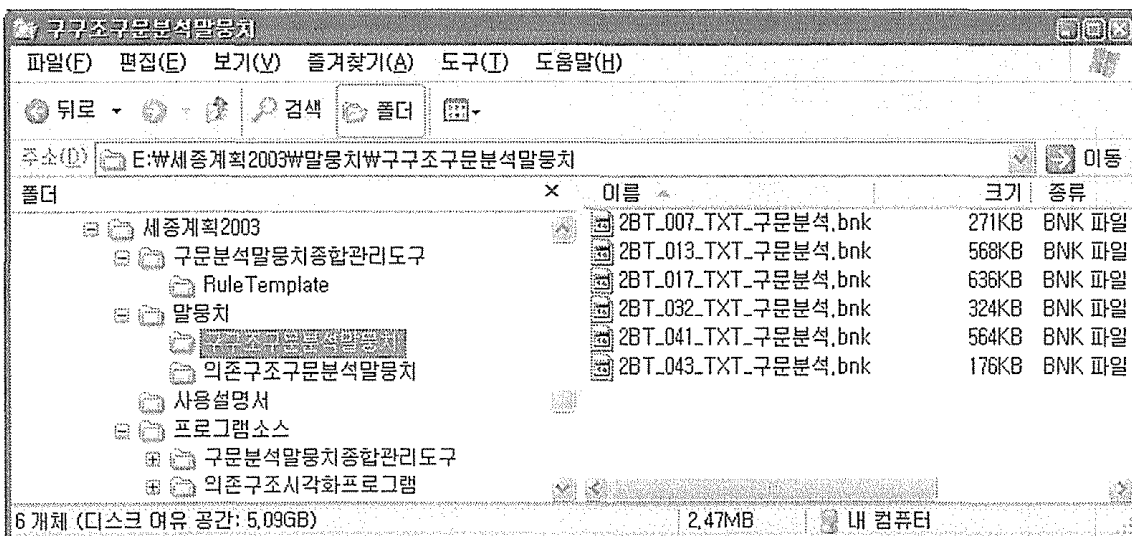 구구조구문분석말뭉치
파일(F) 편집(E) 보기(V) 즐겨찾기(A) 도구(T) 도움말(H)
뒤로 검색 폴더
주소(D) E:₩세종계획2003₩말뭉치₩구구조구문분석말뭉치 이동
폴더 × 이름 크기 종류
세종계획2003
구문분석말뭉치종합관리도구
RuleTemplate
말뭉치
구구조구문분석말뭉치
의존구조구문분석말뭉치
사용설명서
프로그램소스
구문분석말뭉치종합관리도구
의존구조시각화프로그램
2BT_007_TXT_구문분석.bnk 271KB BNK 파일
2BT_013_TXT_구문분석.bnk 568KB BNK 파일
2BT_017_TXT_구문분석.bnk 636KB BNK 파일
2BT_032_TXT_구문분석.bnk 324KB BNK 파일
2BT_041_TXT_구문분석.bnk 564KB BNK 파일
2BT_043_TXT_구문분석.bnk 176KB BNK 파일
6 개체 (디스크 여유 공간: 5,09GB) 2,47MB 내 컴퓨터